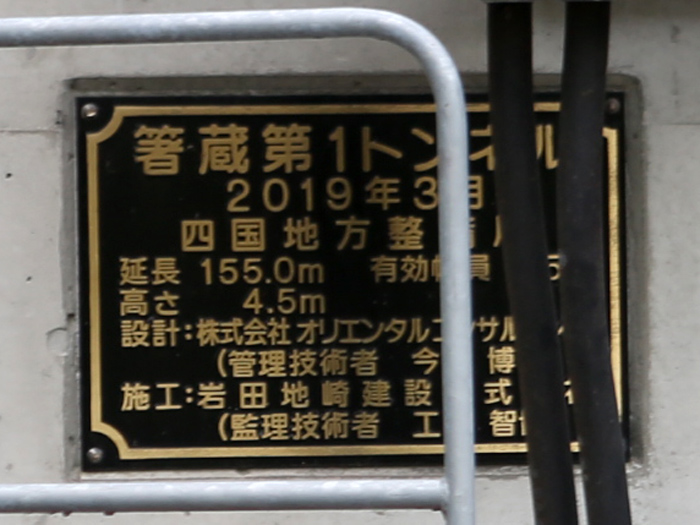 箸蔵第1トンネル
2019年3月
四国地方整
延長 155.0m 有効幅員 5
高さ 4.5m
設計：株式会社オリエンタルコンサル
（管理技術者 今 博
施工：岩田地崎建設 式
（監理技術者 工 智